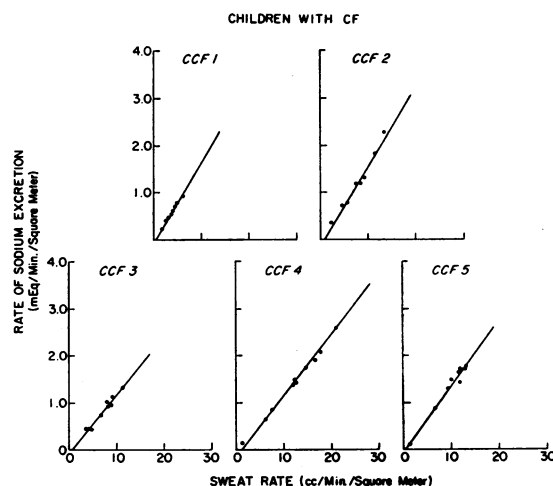 CHILDREN WITH CF
CCF 1
CCF 2
4.0
3.0
2.0
1.0
RATE OF SODIUM EXCRETION
(mEq/Min./Square Meter)
CCF 3
CCF 4
CCF 5
4.0
3.0
2.0
1.0
0
0 10 20 30
0 10 20 30
0 10 20 30
SWEAT RATE (cc/Min./Square Meter)